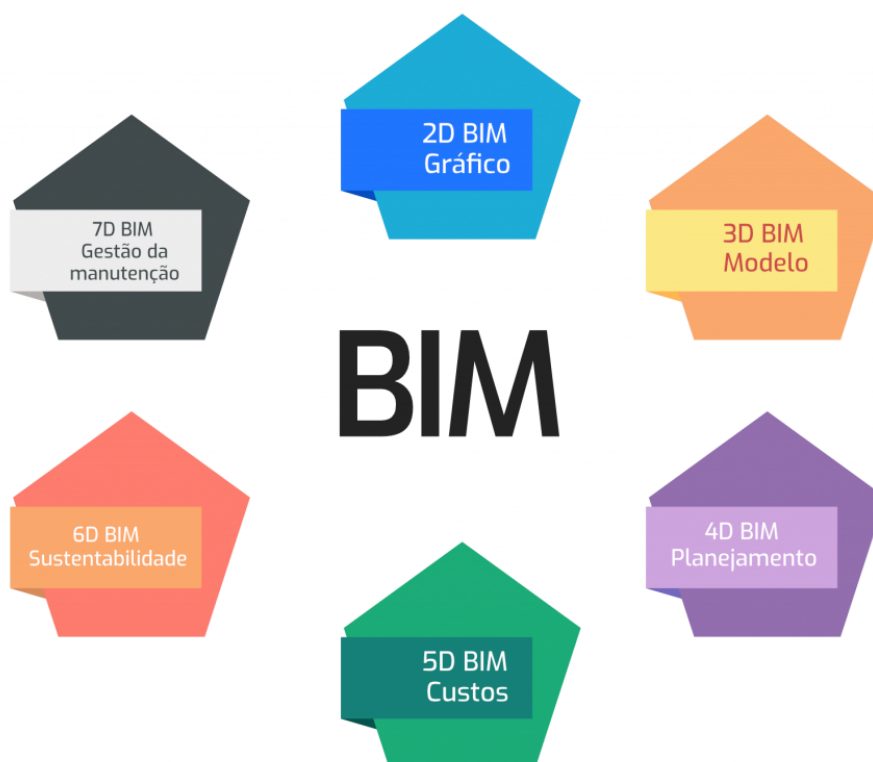 2D BIM
Gráfico
7D BIM
Gestão da
manutenção
3D BIM
Modelo
BIM
6D BIM
Sustentabilidade
4D BIM
Planejamento
5D BIM
Custos